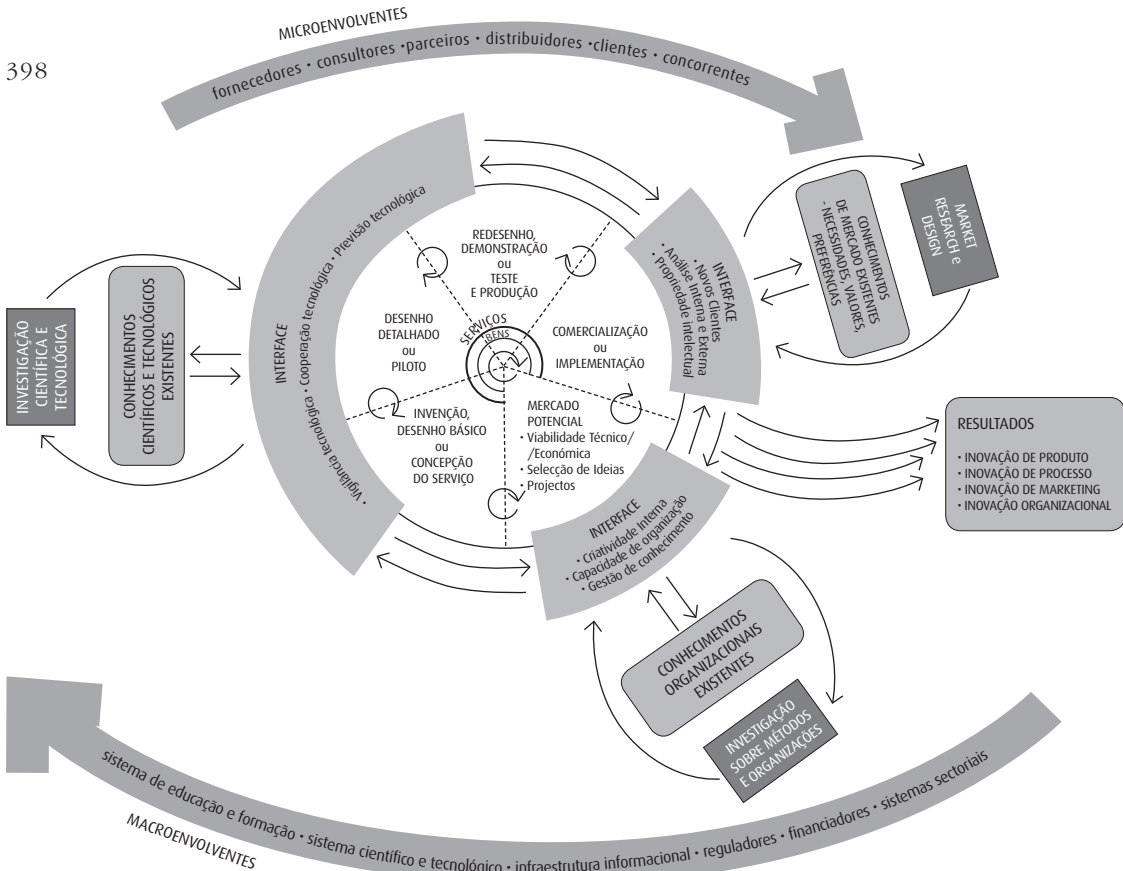 398
MICROENVOLVENTES
fornecedores • consultores •parceiros • distribuidores •clientes • concorrentes
INVESTIGAÇÃO
CIENTÍFICA E
TECNOLÓGICA
CONHECIMENTOS
CIENTÍFICOS E TECNOLÓGICOS
EXISTENTES
INTERFACE
• Vigilância tecnológica • Cooperação tecnológica • Previsão tecnológica
REDESENHO,
DEMONSTRAÇÃO
ou
TESTE
E PRODUÇÃO
DESENHO
DETALHADO
ou
PILOTO
SERVIÇOS
BENS
COMERCIALIZAÇÃO
ou
IMPLEMENTAÇÃO
INVENÇÃO,
DESENHO BÁSICO
ou
CONCEPÇÃO
DO SERVIÇO
MERCADO
POTENCIAL
• Viabilidade Técnico/
/Económica
• Selecção de Ideias
• Projectos
INTERFACE
• Novos Clientes
• Análise Interna e Externa
• Propriedade intelectual
CONHECIMENTOS
DE MERCADO EXISTENTES
- NECESSIDADES, VALORES,
PREFERÊNCIAS
MARKET
RESEARCH e
DESIGN
RESULTADOS
• INOVAÇÃO DE PRODUTO
• INOVAÇÃO DE PROCESSO
• INOVAÇÃO DE MARKETING
• INOVAÇÃO ORGANIZACIONAL
INTERFACE
• Criatividade Interna
• Capacidade de organização
• Gestão de conhecimento
CONHECIMENTOS
ORGANIZACIONAIS
EXISTENTES
INVESTIGAÇÃO
SOBRE MÉTODOS
E ORGANIZAÇÕES
sistema de educação e formação • sistema científico e tecnológico • infraestrutura informacional • reguladores • financiadores • sistemas sectoriais
MACROENVOLVENTES